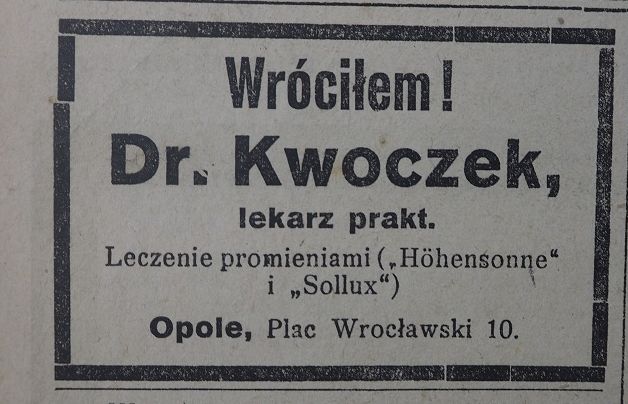 Wróciłem!
Dr. Kwoczek,
lekarz prakt.
Leczenie promieniami („Höhensonne“
i „Sollux“)
Opole, Plac Wrocławski 10.